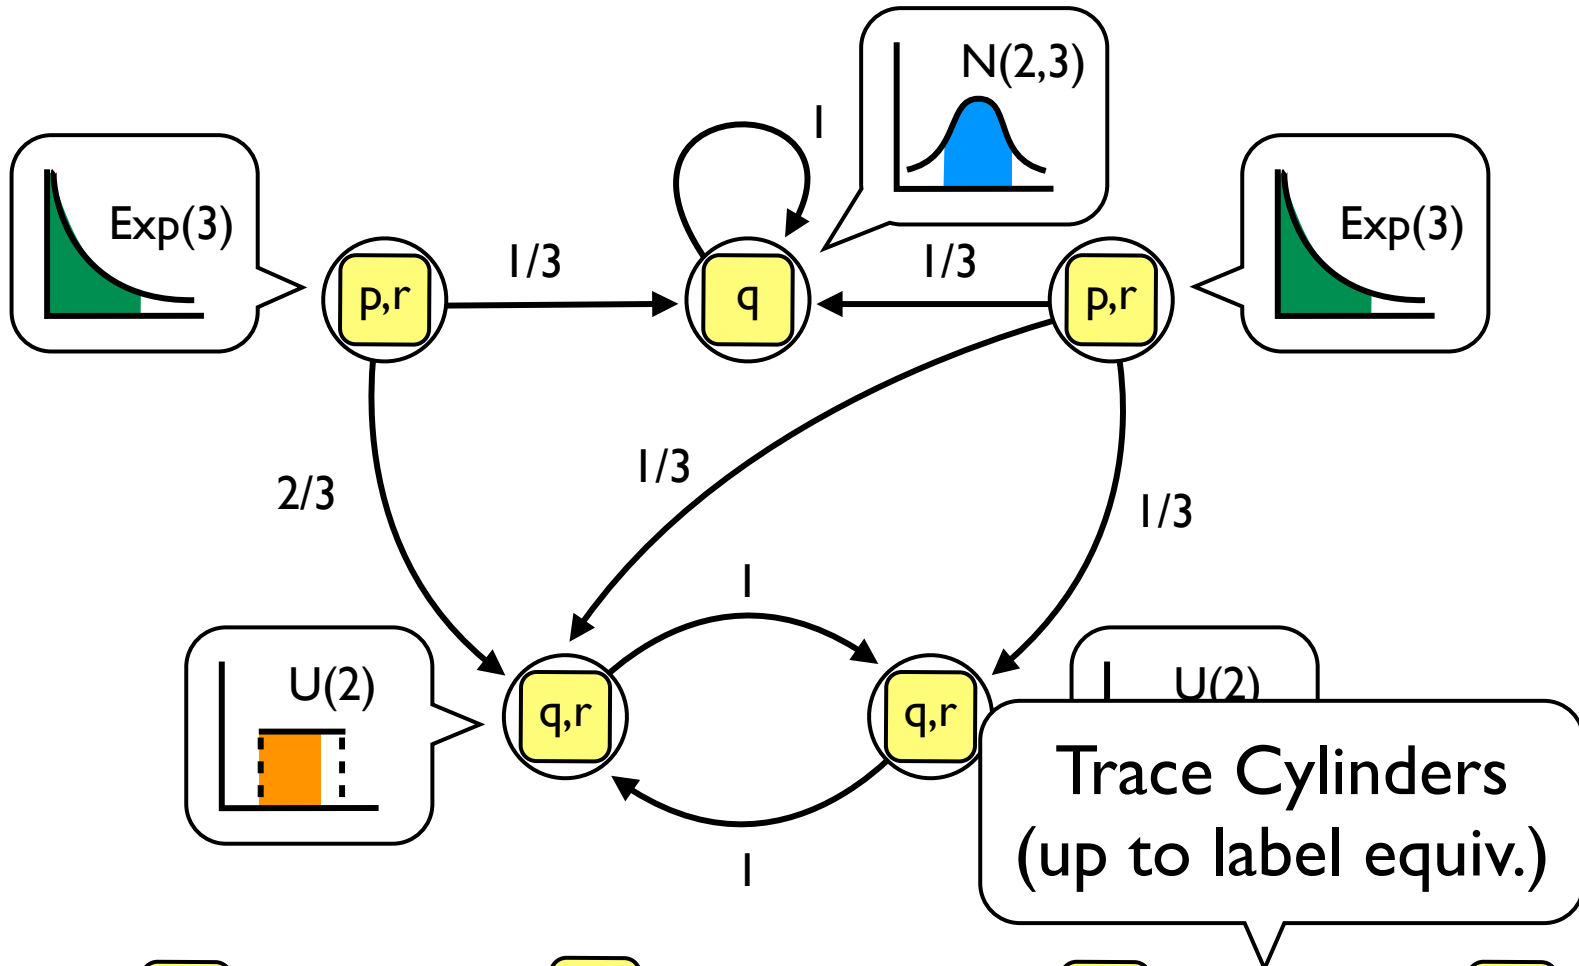 N(2,3)
1
Exp(3)
Exp(3)
1/3
1/3
p,r
q
p,r
2/3
1/3
1/3
1
U(2)
U(2)
q,r
q,r
Trace Cylinders
(up to label equiv.)
1